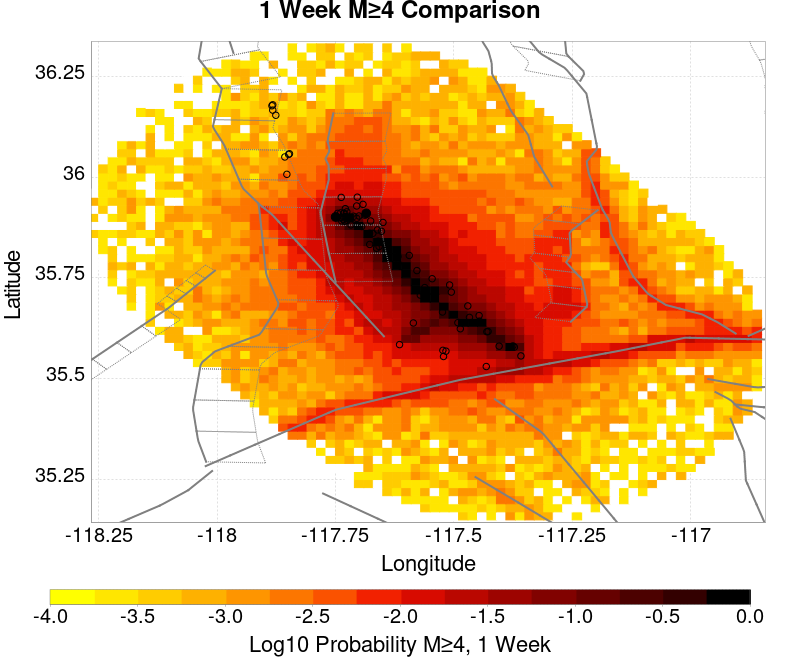 1 Week M≥4 Comparison
36.25
36
35.75
35.5
35.25
Latitude
-118.25 -118 -117.75 -117.5 -117.25 -117
Longitude
-4.0 -3.5 -3.0 -2.5 -2.0 -1.5 -1.0 -0.5 0.0
Log10 Probability M≥4, 1 Week